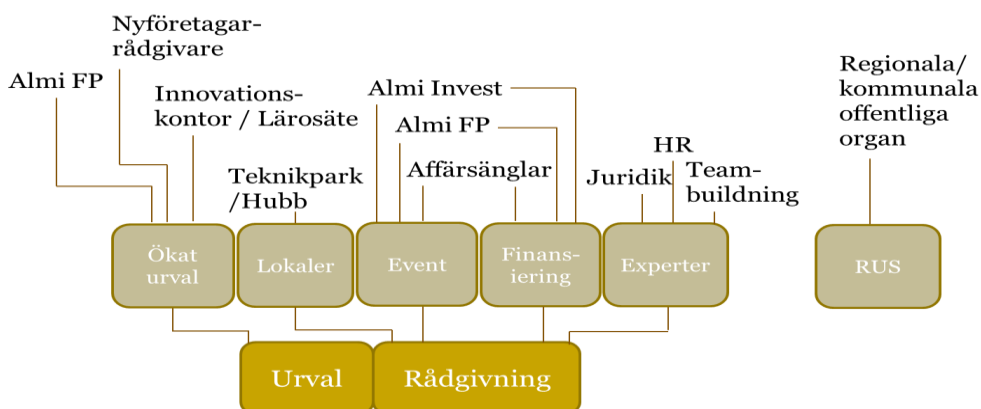 Nyföretagar-
rådgivare
Almi FP
Innovations-
kontor / Lärosäte
Teknikpark
/Hubb
Almi Invest
Almi FP
Affärsänglar
Juridik
HR
Team-
buildning
Regionala/
kommunala
offentliga
organ
Ökat
urval
Lokaler
Event
Finans-
iering
Experter
RUS
Urval
Rådgivning